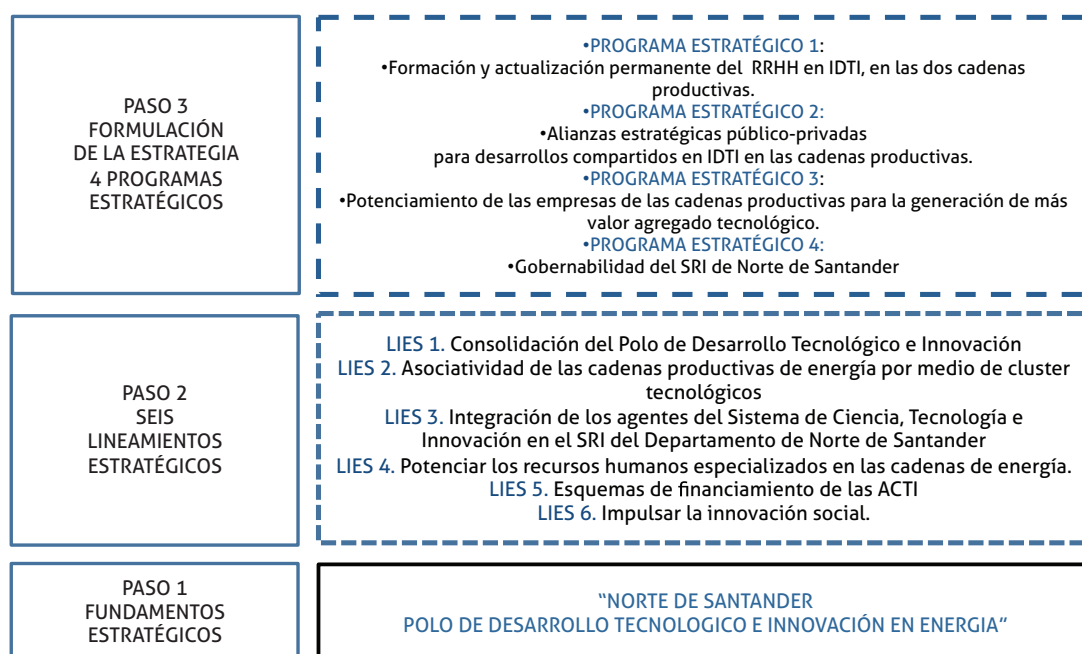 PASO 3
FORMULACIÓN
DE LA ESTRATEGIA
4 PROGRAMAS
ESTRATÉGICOS
•PROGRAMA ESTRATÉGICO 1:
•Formación y actualización permanente del RRHH en IDTI, en las dos cadenas
productivas.
•PROGRAMA ESTRATÉGICO 2:
•Alianzas estratégicas público-privadas
para desarrollos compartidos en IDTI en las cadenas productivas.
•PROGRAMA ESTRATÉGICO 3:
•Potenciamiento de las empresas de las cadenas productivas para la generación de más
valor agregado tecnológico.
•PROGRAMA ESTRATÉGICO 4:
•Gobernabilidad del SRI de Norte de Santander
PASO 2
SEIS
LINEAMIENTOS
ESTRATÉGICOS
LIES 1. Consolidación del Polo de Desarrollo Tecnológico e Innovación
LIES 2. Asociatividad de las cadenas productivas de energía por medio de cluster
tecnológicos
LIES 3. Integración de los agentes del Sistema de Ciencia, Tecnología e
Innovación en el SRI del Departamento de Norte de Santander
LIES 4. Potenciar los recursos humanos especializados en las cadenas de energía.
LIES 5. Esquemas de financiamiento de las ACTI
LIES 6. Impulsar la innovación social.
PASO 1
FUNDAMENTOS
ESTRATÉGICOS
"NORTE DE SANTANDER
POLO DE DESARROLLO TECNOLOGICO E INNOVACIÓN EN ENERGIA"